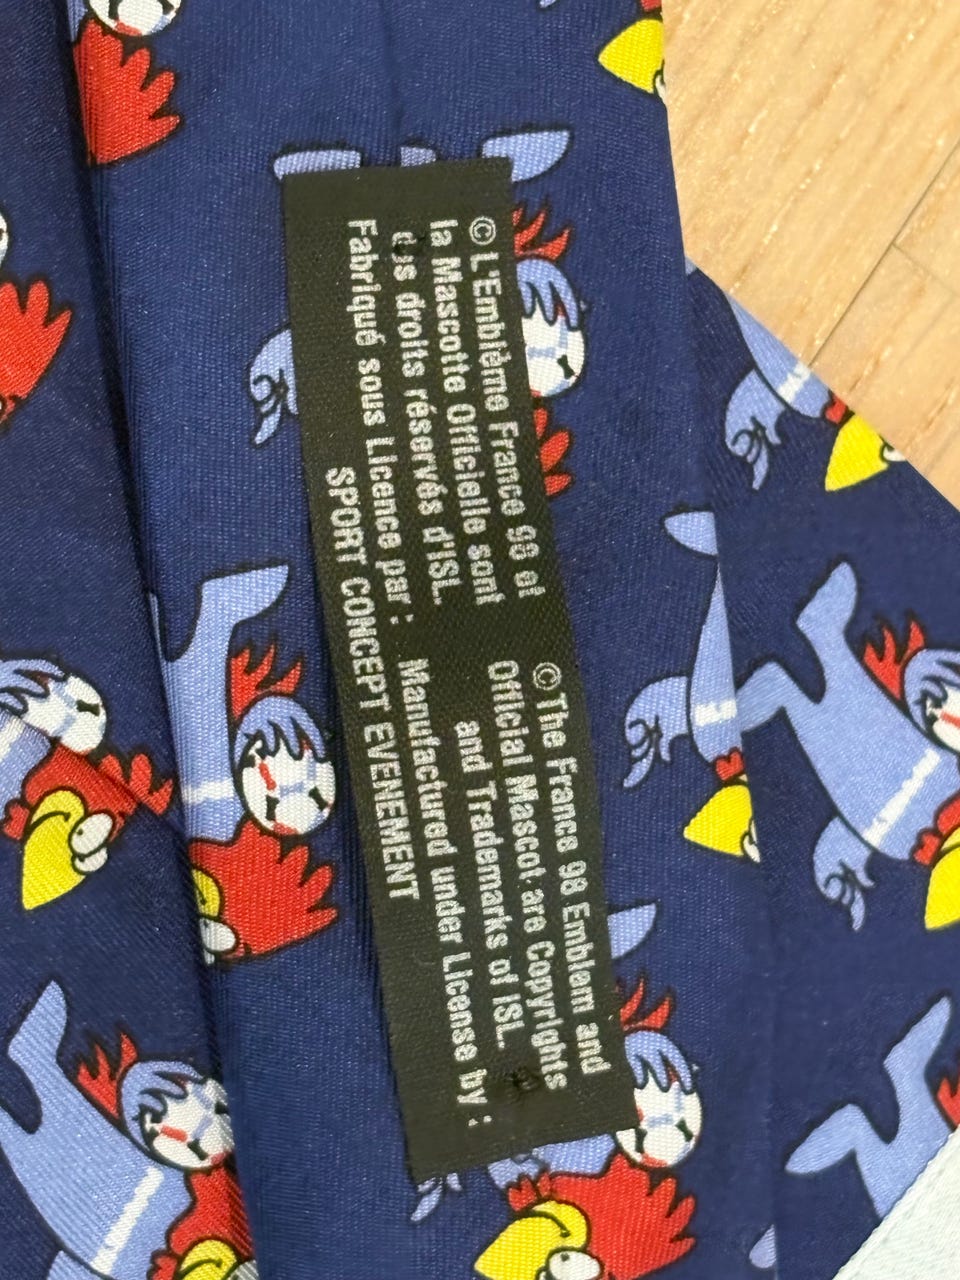 © L'Emblème France 98 et
la Mascotte Officielle sont
des droits réservés d'ISL.
Fabriqué sous Licence par :
© The France 98 Emblem and
Official Mascot are Copyrights
and Trademarks of ISL.
Manufactured under License by :
SPORT CONCEPT EVENEMENT